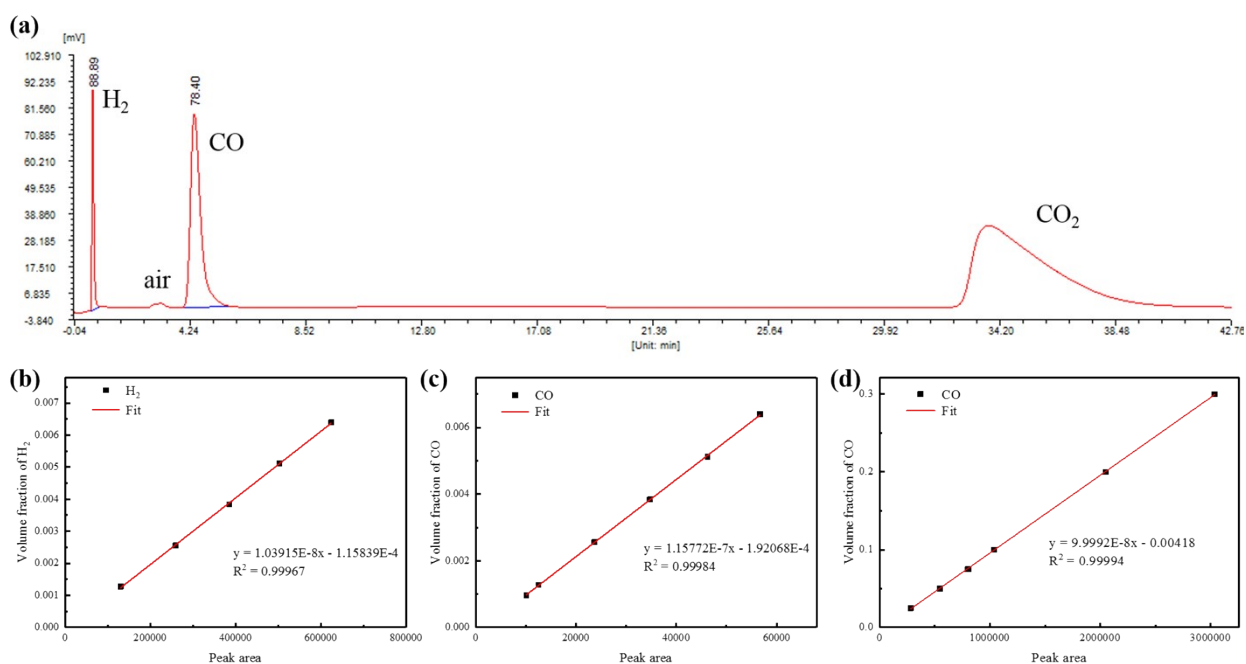 (a)
[mV]
102.910
92.235
81.560
70.885
60.210
49.535
38.860
28.185
17.510
6.835
-3.840
88.89
H₂
78.40
CO
air
CO₂
-0.04 4.24 8.52 12.80 17.08 21.36 25.64 29.92 34.20 38.48 42.76
[Unit: min]
(b)
H₂
Fit
Volume fraction of H₂
0.007
0.006
0.005
0.004
0.003
0.002
0.001
0.000
y = 1.03915E-8x - 1.15839E-4
R² = 0.99967
0 200000 400000 600000 800000
Peak area
(c)
CO
Fit
Volume fraction of CO
0.006
0.004
0.002
0.000
y = 1.15772E-7x - 1.92068E-4
R² = 0.99984
0 20000 40000 60000
Peak area
(d)
CO
Fit
Volume fraction of CO
0.3
0.2
0.1
0.0
y = 9.9992E-8x - 0.00418
R² = 0.99994
0 1000000 2000000 3000000
Peak area